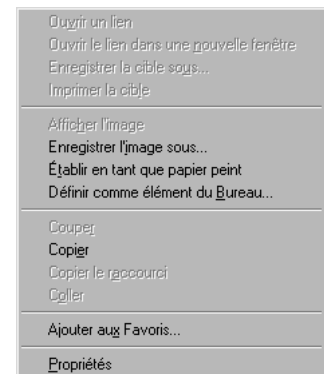 Ouvrir un lien
Ouvrir le lien dans une nouvelle fenêtre
Enregistrer la cible sous...
Imprimer la cible
Afficher l'image
Enregistrer l'image sous...
Établir en tant que papier peint
Définir comme élément du Bureau...
Couper
Copier
Copier le raccourci
Coller
Ajouter aux Favoris...
Propriétés